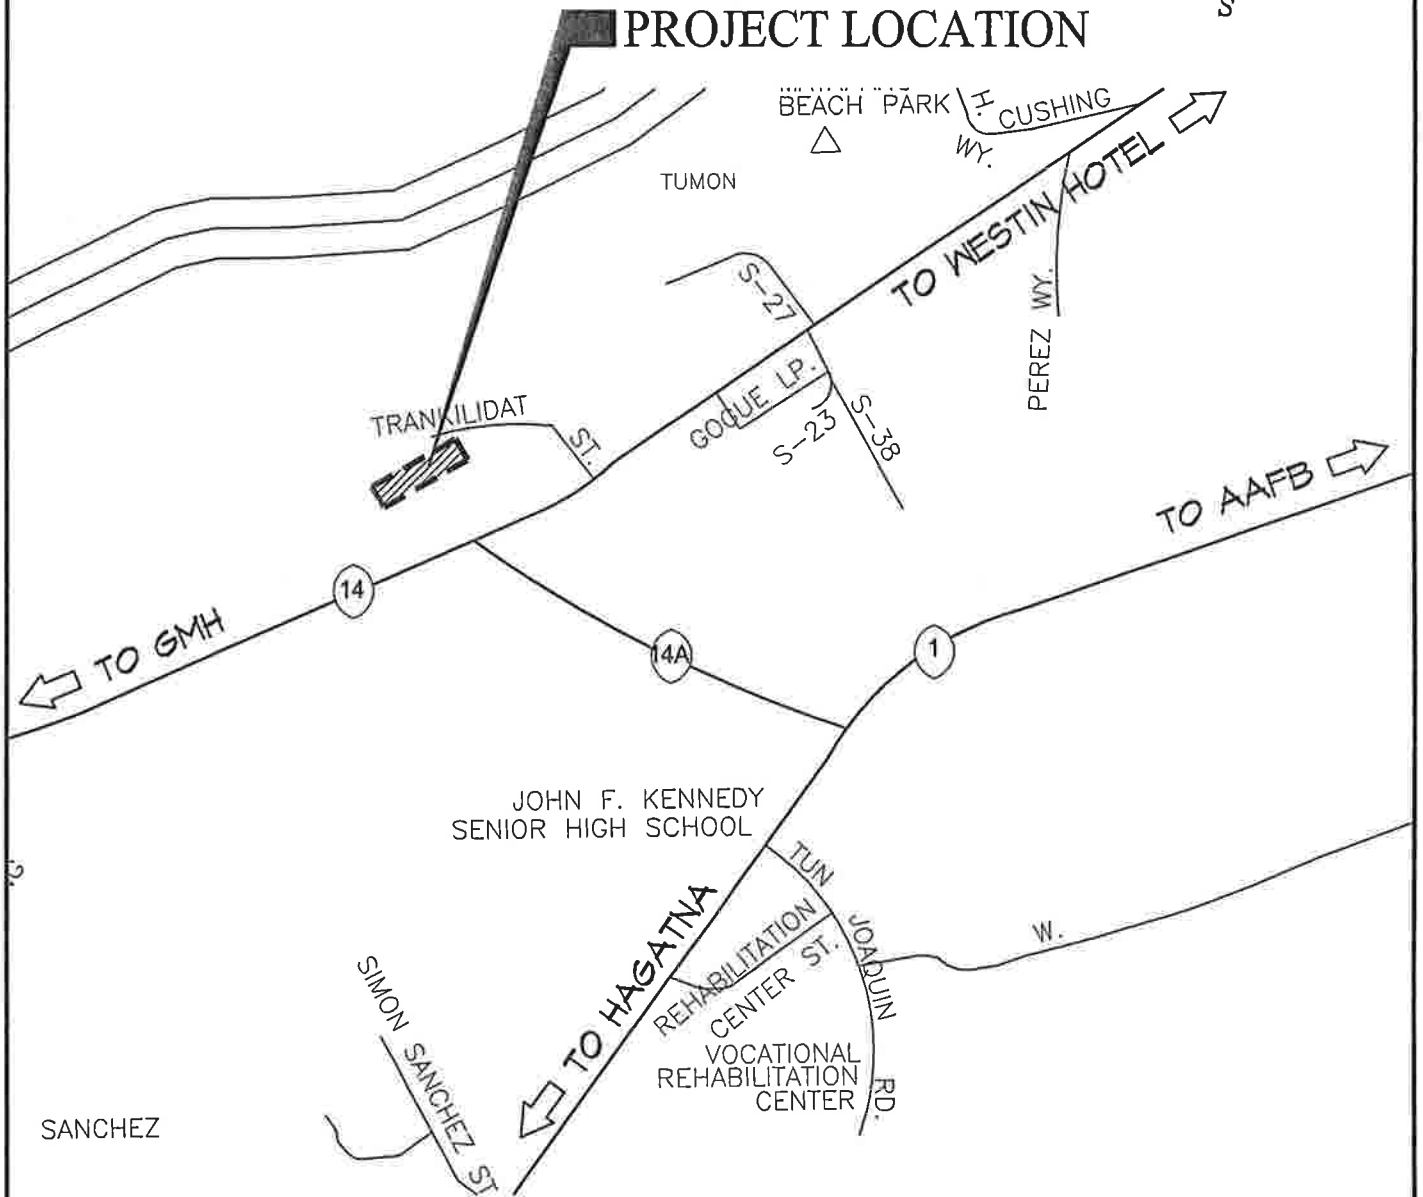 S
PROJECT LOCATION
BEACH PARK
H.
CUSHING
WY.
TUMON
TO WESTIN HOTEL
S-27
PEREZ WY.
GOGUE LP.
TRANKILIDAT
ST.
S-23
S-38
TO AAFB
14
TO GMH
14A
1
JOHN F. KENNEDY
SENIOR HIGH SCHOOL
TUN
JOAQUIN
RD.
TO HAGATNA
REHABILITATION
CENTER ST.
W.
SIMON SANCHEZ ST
VOCATIONAL
REHABILITATION
CENTER
SANCHEZ